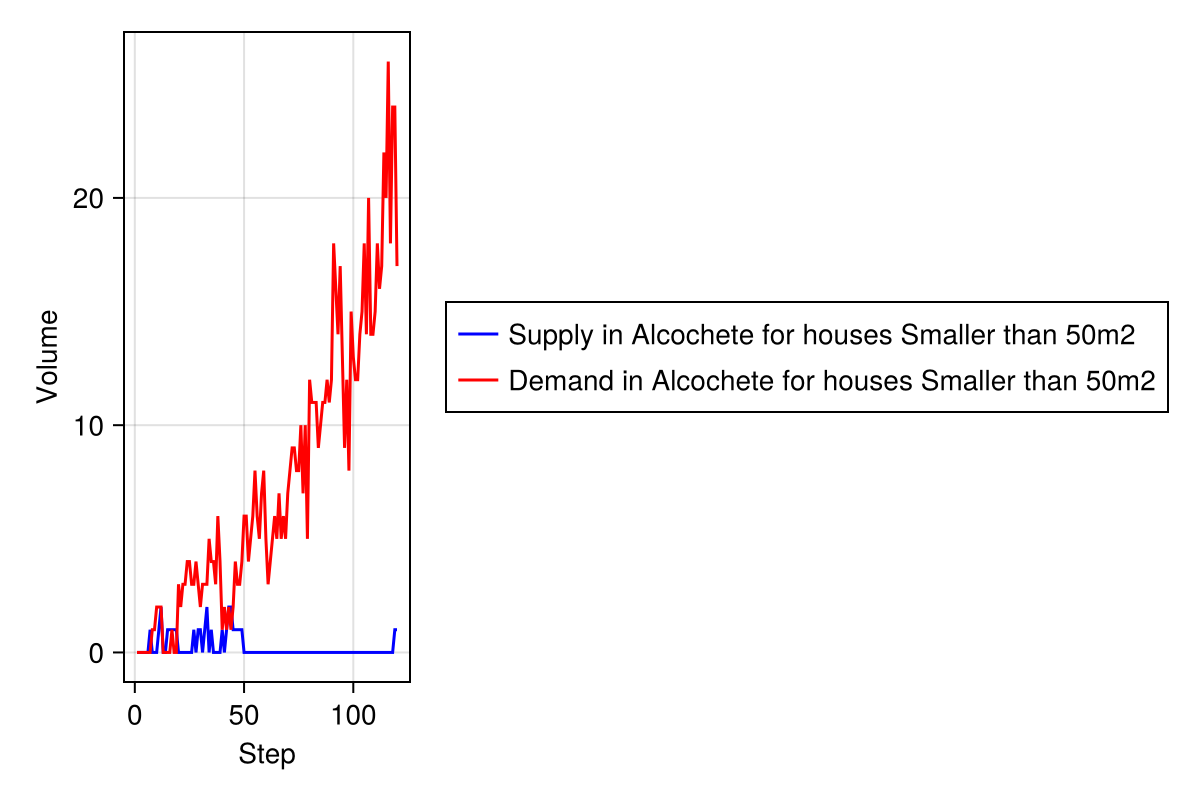 Volume
20
10
0
0 50 100
Step
Supply in Alcochete for houses Smaller than 50m2
Demand in Alcochete for houses Smaller than 50m2